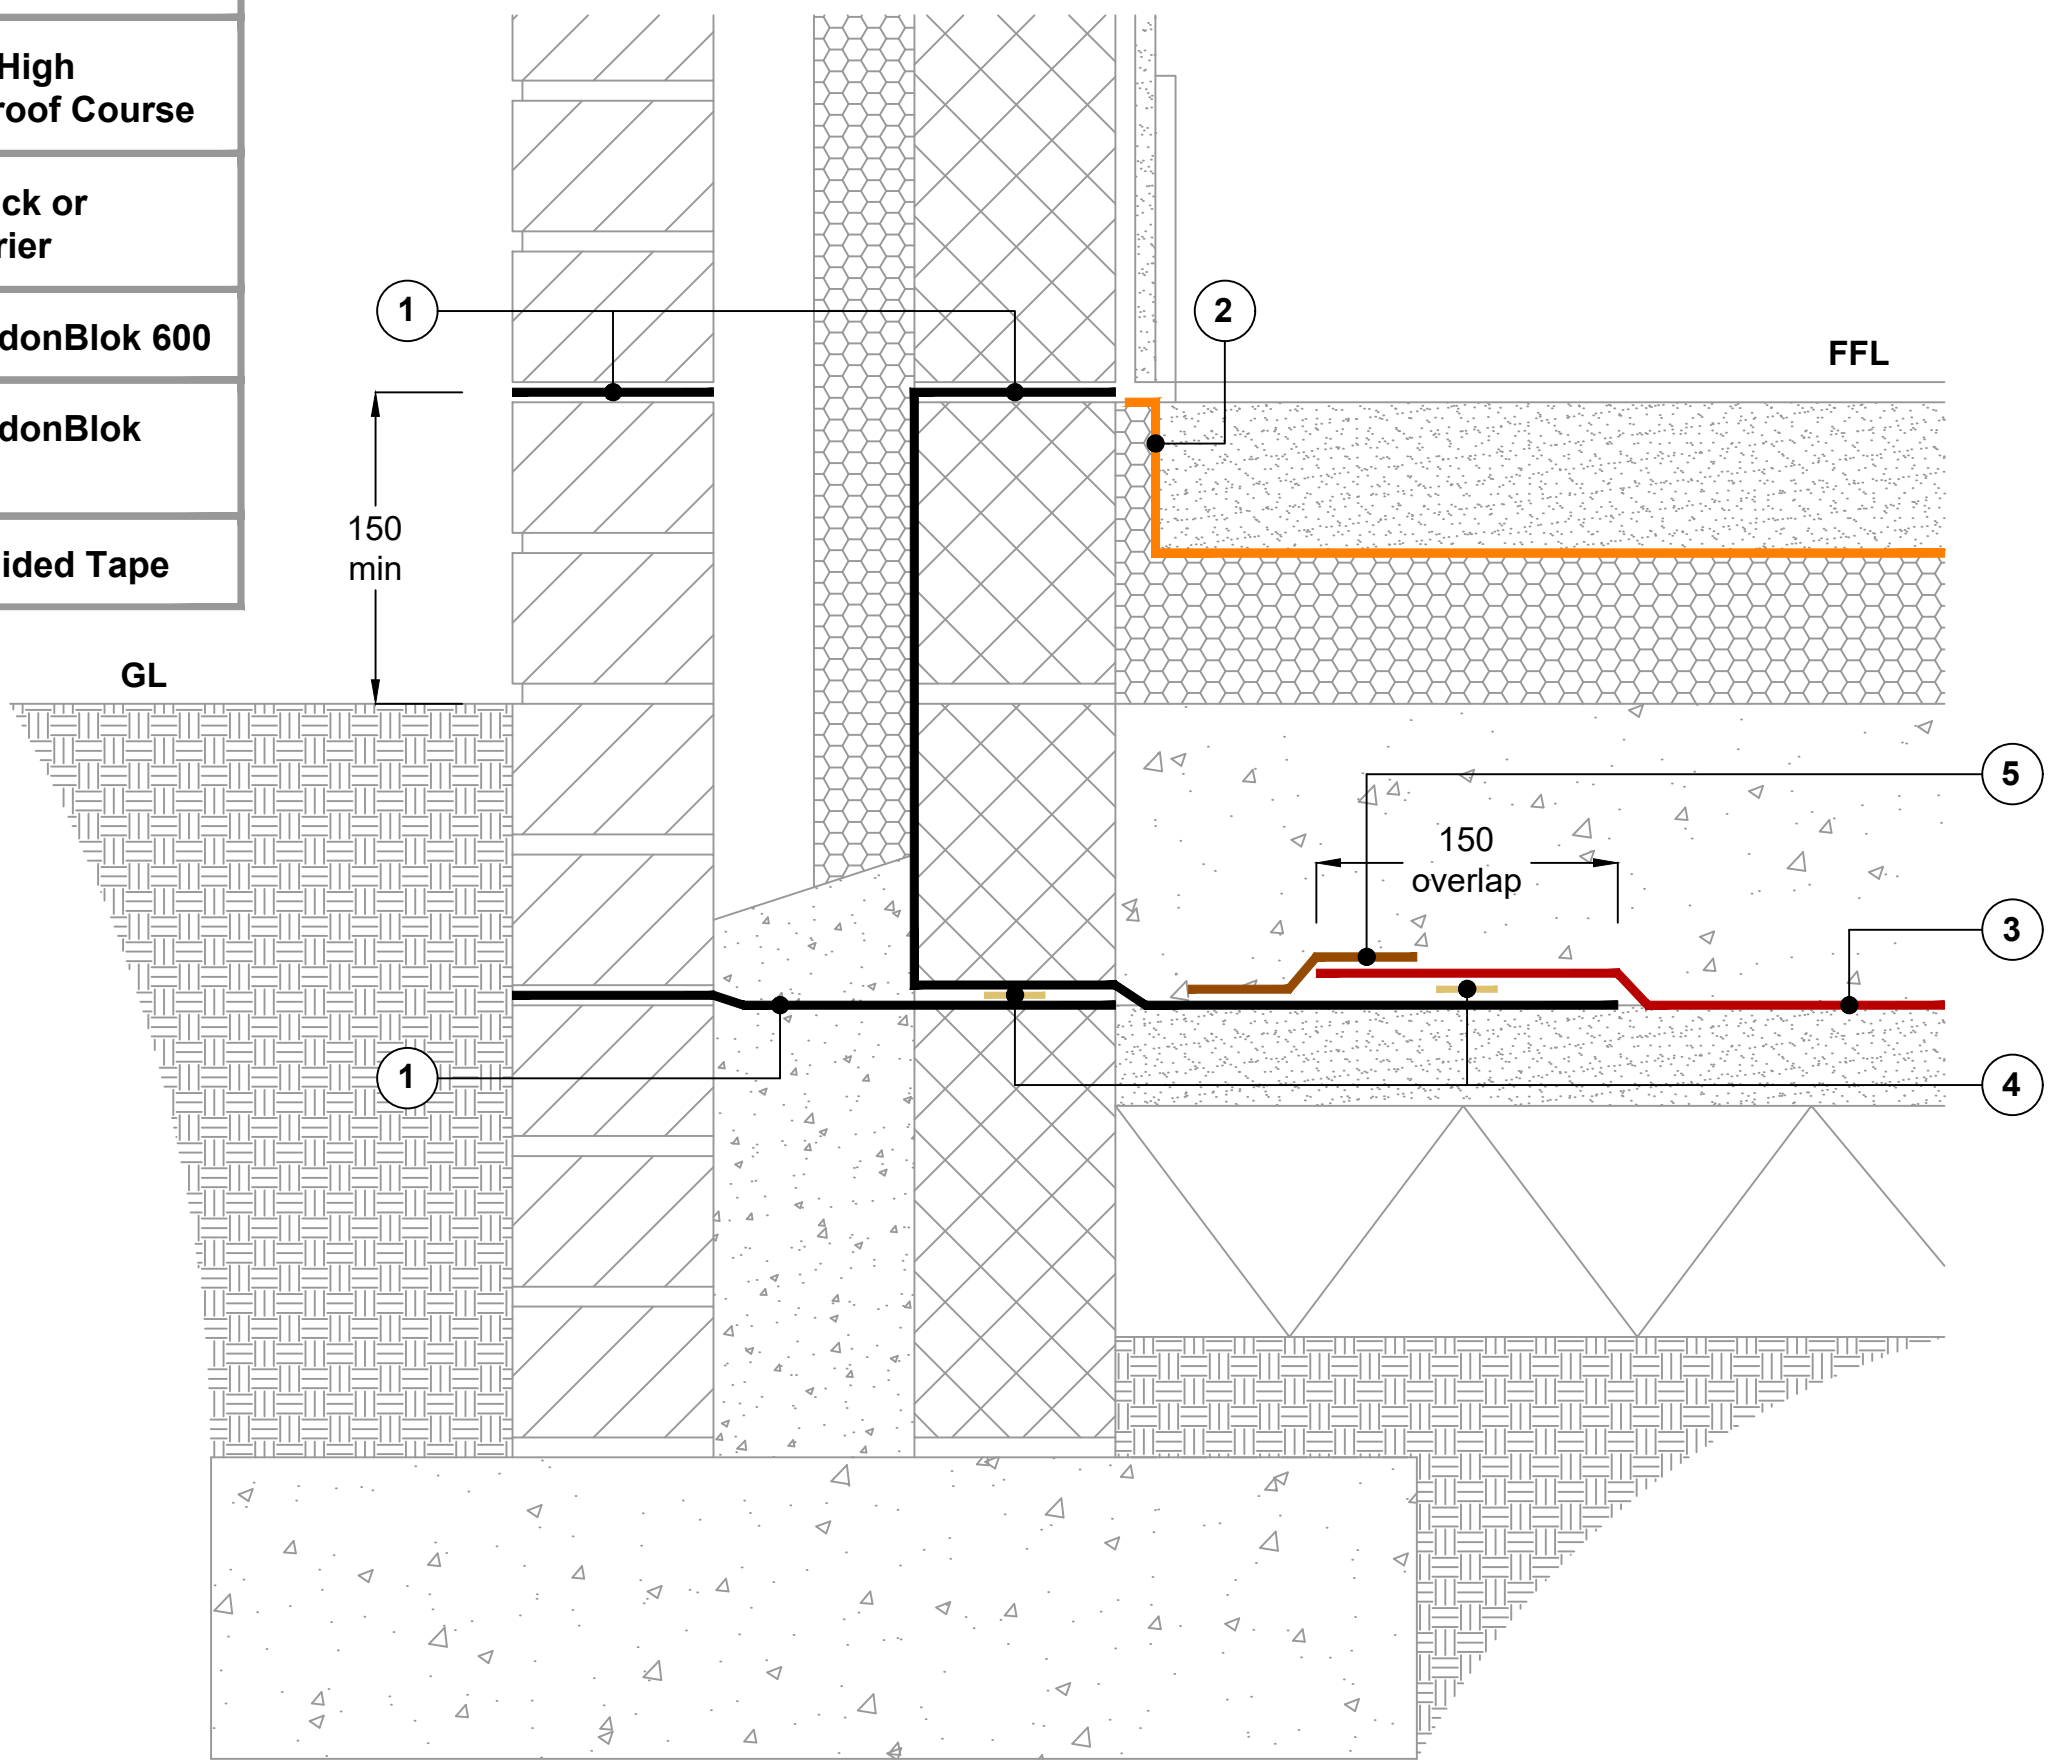 High
roof Course
ck or
rier
donBlok 600
donBlok
ided Tape
1
2
FFL
150
min
GL
5
150
overlap
3
1
4